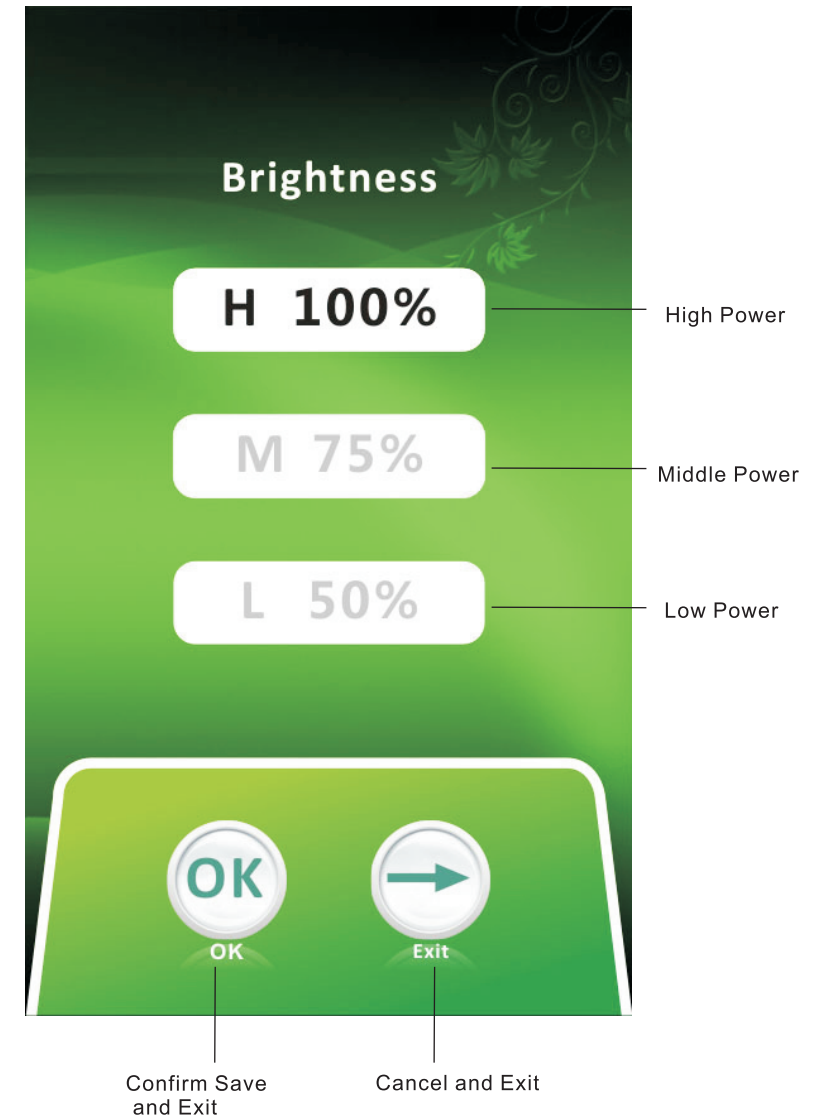 Brightness
H 100%
High Power
M 75%
Middle Power
L 50%
Low Power
OK
OK
Exit
Confirm Save
and Exit
Cancel and Exit